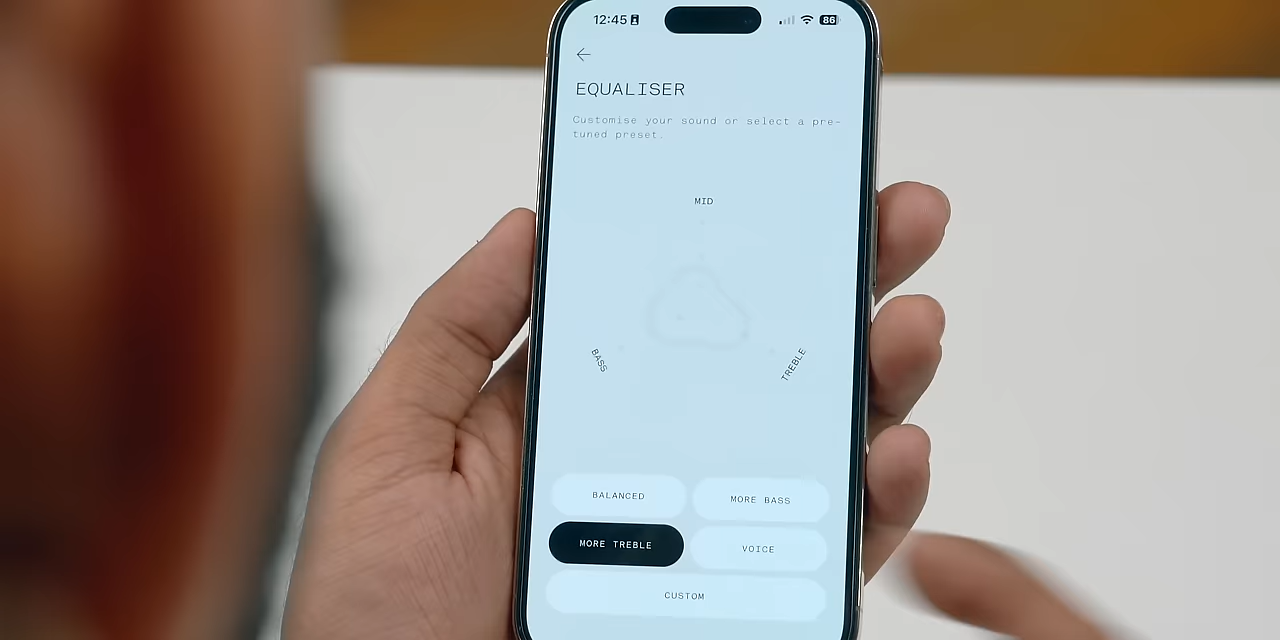 12:45 86
EQUALISER
Customise your sound or select a pre-
tuned preset.
MID
BASS
TREBLE
BALANCED
MORE BASS
MORE TREBLE
VOICE
CUSTOM